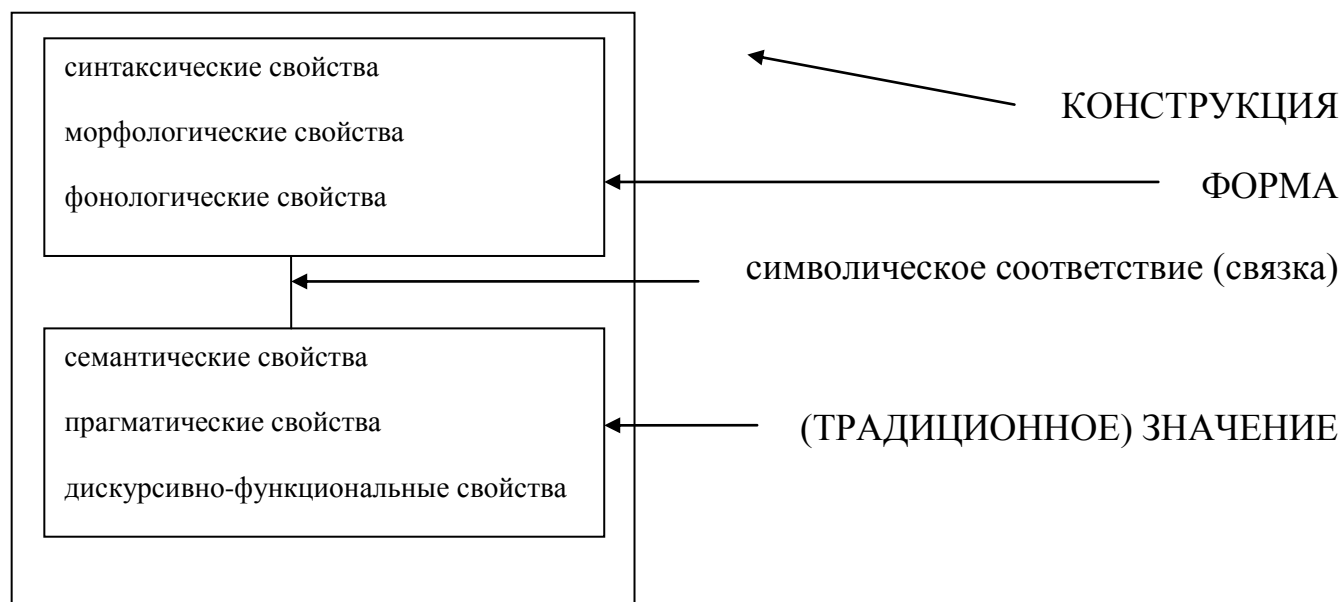 синтаксические свойства
морфологические свойства
фонологические свойства
КОНСТРУКЦИЯ
ФОРМА
символическое соответствие (связка)
семантические свойства
прагматические свойства
дискурсивно-функциональные свойства
(ТРАДИЦИОННОЕ) ЗНАЧЕНИЕ